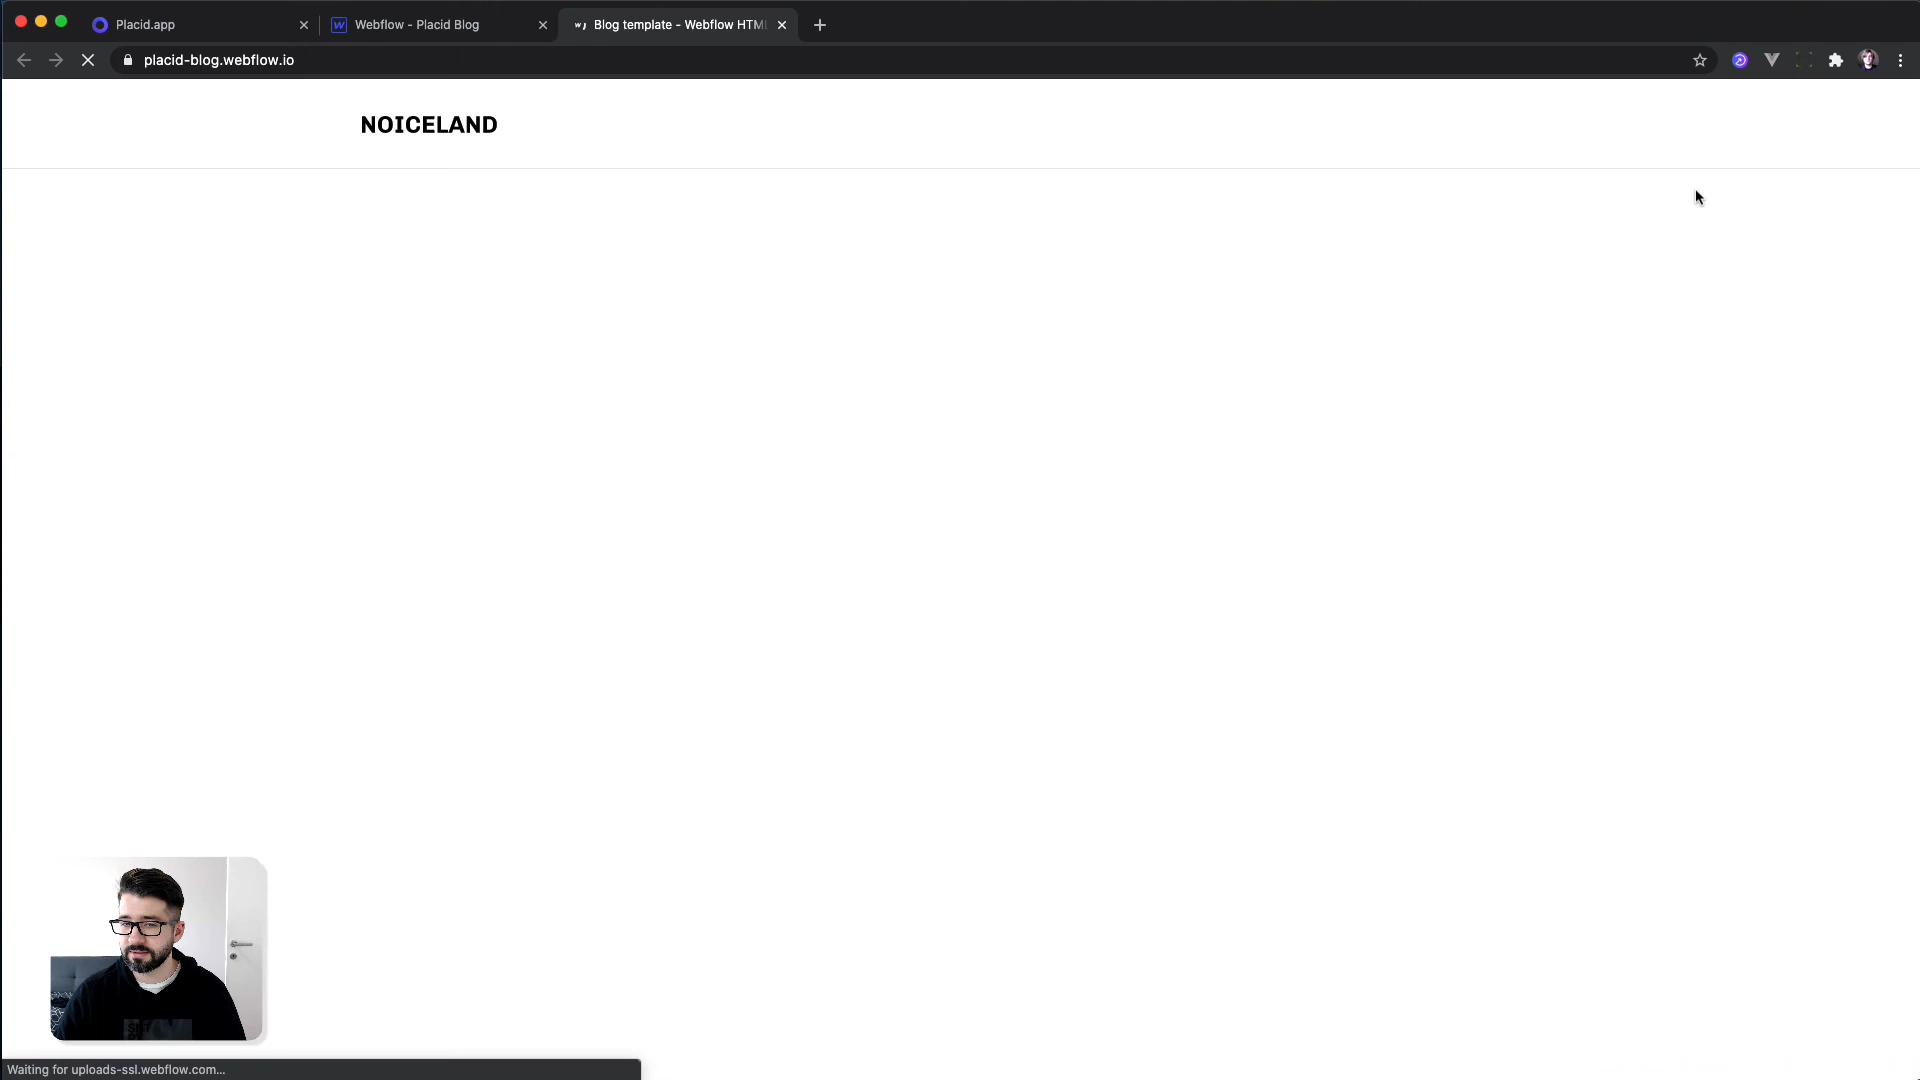 Placid.app
Webflow - Placid Blog
Blog template - Webflow HTM
placid-blog.webflow.io
NOICELAND
Waiting for uploads-ssl.webflow.com...